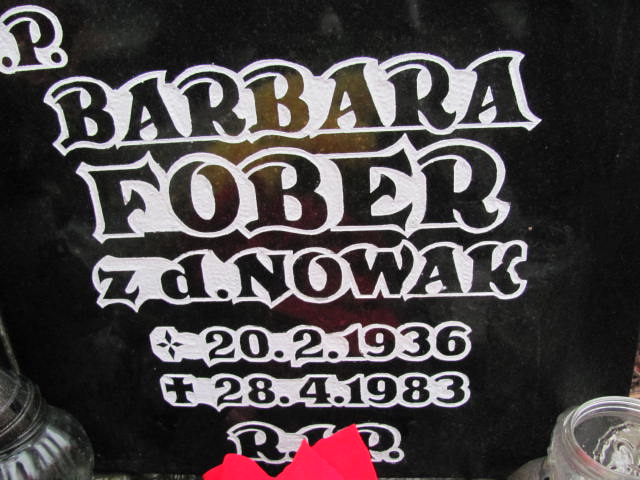 .P.
BARBARA
FOBER
z d. NOWAK
20.2.1936
✝ 28.4.1983
R.I.P.